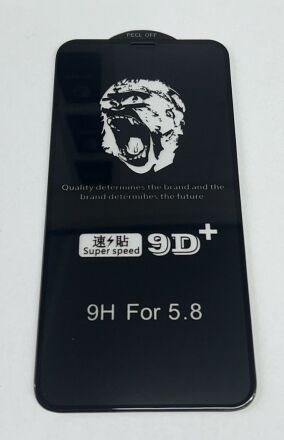 PEEL OFF
Quality determines the brand and the
brand determines the future
速⚡貼
Super speed
9D+
9H For 5.8